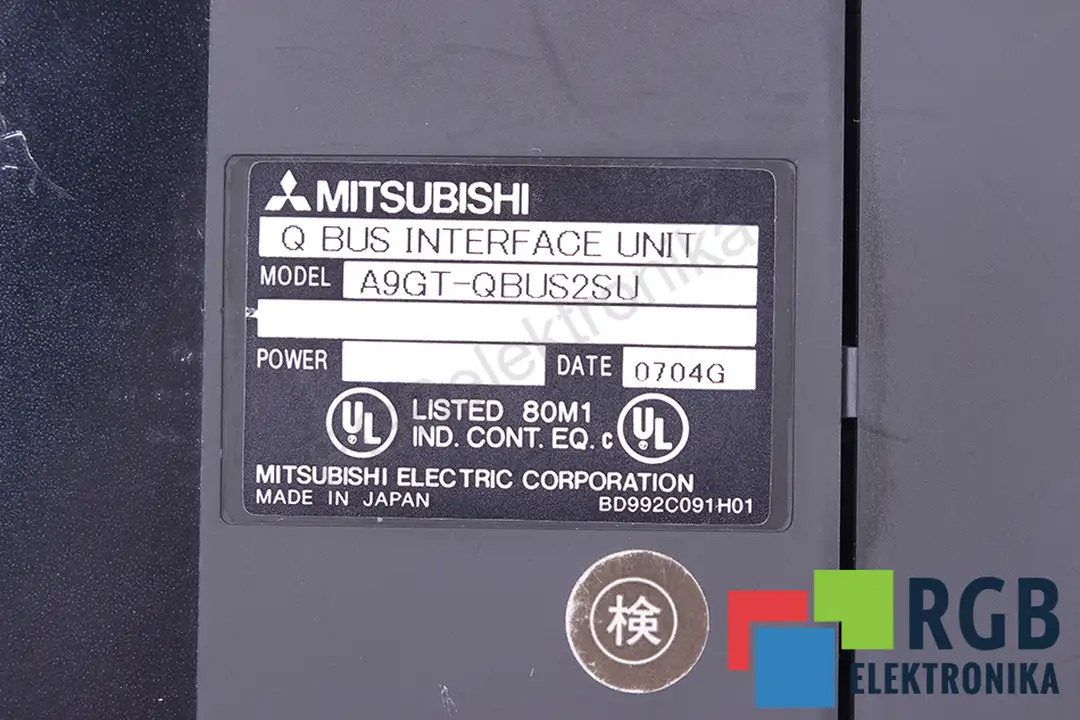 MITSUBISHI
Q BUS INTERFACE UNIT
MODEL A9GT-QBUS2SU
POWER DATE 0704G
UL LISTED 80M1 UL
IND. CONT. EQ. c
MITSUBISHI ELECTRIC CORPORATION
MADE IN JAPAN BD992C091H01
検
RGB
ELEKTRONIKA
elektronika